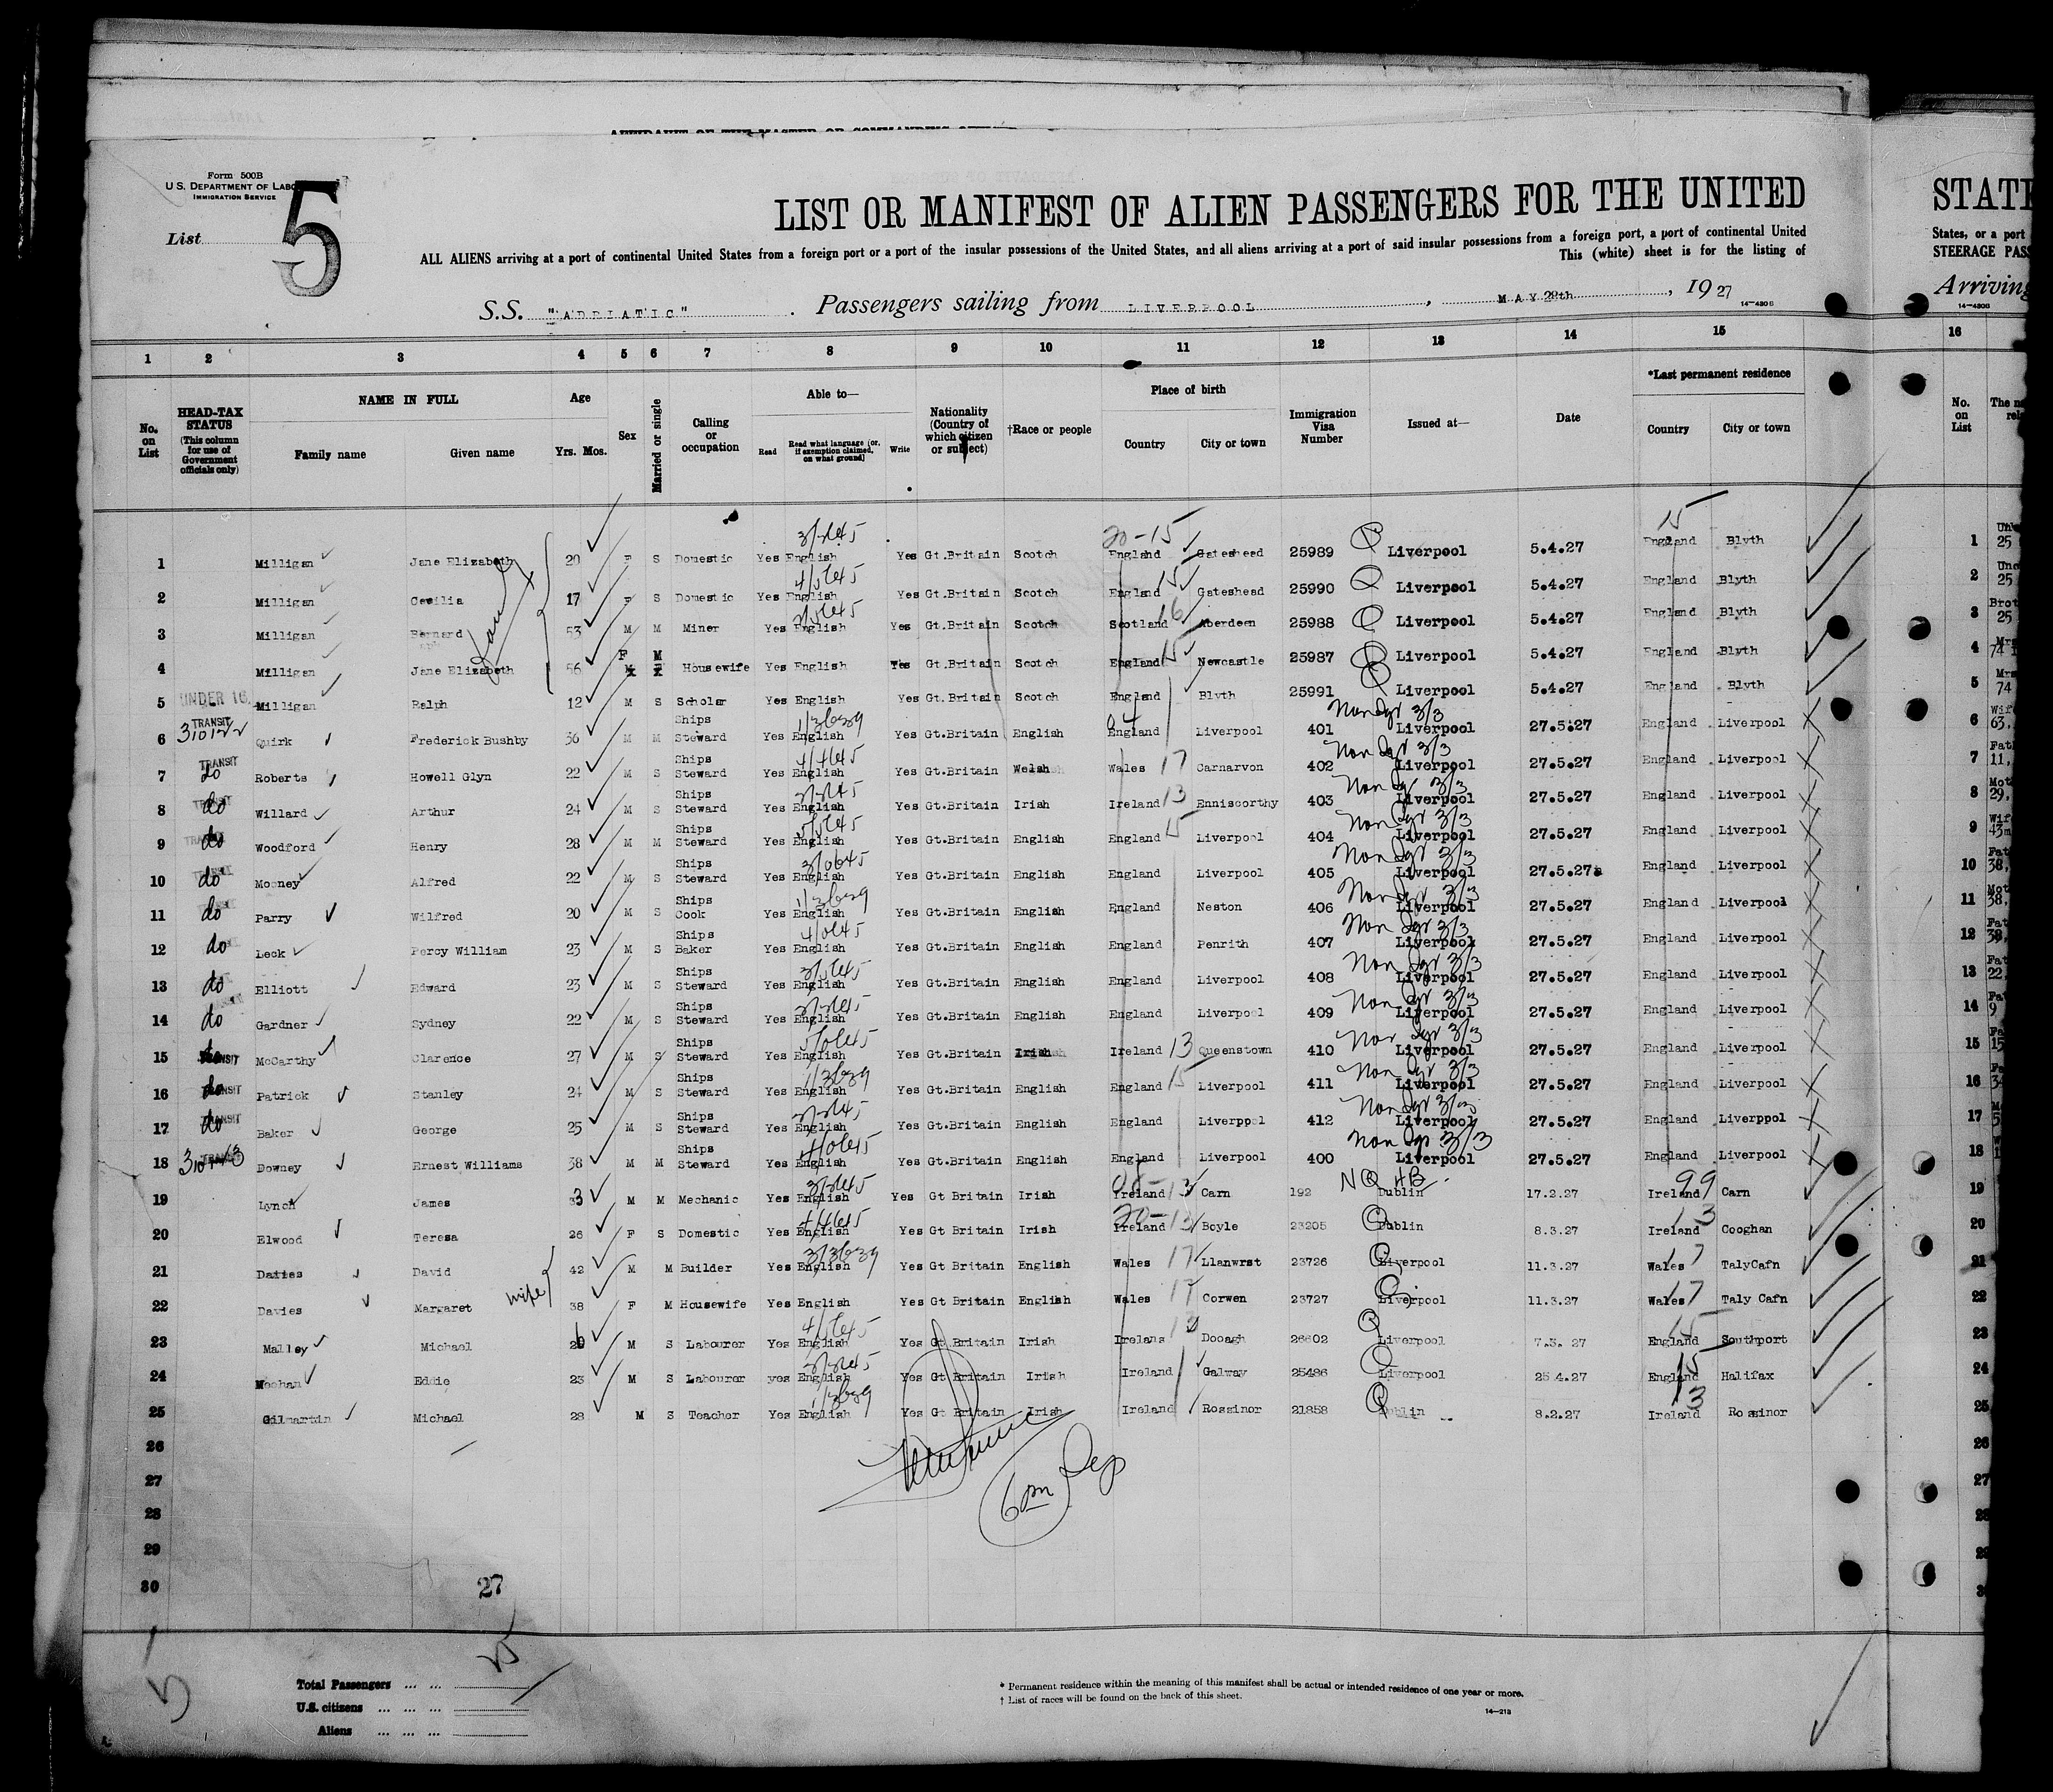 AFFIDAVIT OF THE MASTER OR COMMANDING
Form 500B
U.S. DEPARTMENT OF LABO
IMMIGRATION SERVICE
List 5
LIST OR MANIFEST OF ALIEN PASSENGERS FOR THE UNITED
ALL ALIENS arriving at a port of continental United States from a foreign port or a port of the insular possessions of the United States, and all aliens arriving at a port of said insular possessions from a foreign port, a port of continental United
This (white) sheet is for the listing of
S.S. "ADRIATIC" . Passengers sailing from LIVERPOOL , MAY 28th , 1927
14-4206
STATE
States, or a port
STEERAGE PASS
Arriving
1 2 3 4 5 6 7 8 9 10 11 12 13 14 15 16
No. on List
HEAD-TAX STATUS
(This column for use of Government officials only)
NAME IN FULL
Family name Given name
Age
Yrs. Mos.
Sex
Married or single
Calling or occupation
Able to—
Read Read what language [or, if exemption claimed, on what ground] Write
Nationality (Country of which citizen or subject)
†Race or people
Place of birth
Country City or town
Immigration Visa Number
Issued at—
Date
*Last permanent residence
Country City or town
No. on List
1 Milligan Jane Elizabeth 20 F S Domestic Yes English Yes Gt.Britain Scotch England Gateshead 25989 Liverpool 5.4.27 England Blyth
2 Milligan Cecilia 17 F S Domestic Yes English Yes Gt.Britain Scotch England Gateshead 25990 Liverpool 5.4.27 England Blyth
3 Milligan Bernard 53 M M Miner Yes English Yes Gt.Britain Scotch Scotland Aberdeen 25988 Liverpool 5.4.27 England Blyth
4 Milligan Jane Elizabeth 56 F M Housewife Yes English Yes Gt.Britain Scotch England Newcastle 25987 Liverpool 5.4.27 England Blyth
5 UNDER 16 Milligan Ralph 12 M S Scholar Yes English Yes Gt.Britain Scotch England Blyth 25991 Liverpool 5.4.27 England Blyth
6 TRANSIT Quirk Frederick Bushby 36 M M Ships Steward Yes English Yes Gt.Britain English England Liverpool 401 Liverpool 27.5.27 England Liverpool
7 TRANSIT do Roberts Howell Glyn 22 M S Ships Steward Yes English Yes Gt.Britain Welsh Wales Carnarvon 402 Liverpool 27.5.27 England Liverpool
8 do Willard Arthur 24 M S Ships Steward Yes English Yes Gt.Britain Irish Ireland Enniscorthy 403 Liverpool 27.5.27 England Liverpool
9 do Woodford Henry 28 M M Ships Steward Yes English Yes Gt.Britain English England Liverpool 404 Liverpool 27.5.27 England Liverpool
10 do Mooney Alfred 22 M S Ships Steward Yes English Yes Gt.Britain English England Liverpool 405 Liverpool 27.5.27 England Liverpool
11 do Parry Wilfred 20 M S Ships Cook Yes English Yes Gt.Britain English England Neston 406 Liverpool 27.5.27 England Liverpool
12 do Leck Percy William 23 M S Ships Baker Yes English Yes Gt.Britain English England Penrith 407 Liverpool 27.5.27 England Liverpool
13 do Elliott Edward 23 M S Ships Steward Yes English Yes Gt.Britain English England Liverpool 408 Liverpool 27.5.27 England Liverpool
14 do Gardner Sydney 22 M S Ships Steward Yes English Yes Gt.Britain English England Liverpool 409 Liverpool 27.5.27 England Liverpool
15 TRANSIT McCarthy Clarence 27 M S Ships Steward Yes English Yes Gt.Britain Irish Ireland Queenstown 410 Liverpool 27.5.27 England Liverpool
16 TRANSIT do Patrick Stanley 24 M S Ships Steward Yes English Yes Gt.Britain English England Liverpool 411 Liverpool 27.5.27 England Liverpool
17 TRANSIT do Baker George 25 M S Ships Steward Yes English Yes Gt.Britain English England Liverpool 412 Liverpool 27.5.27 England Liverppol
18 Downey Ernest Williams 38 M M Ships Steward Yes English Yes Gt.Britain English England Liverpool 400 Liverpool 27.5.27 England Liverpool
19 Lynch James 33 M M Mechanic Yes English Yes Gt Britain Irish Ireland Carn 192 Dublin 17.2.27 Ireland Carn
20 Elwood Teresa 26 F S Domestic Yes English Yes Gt Britain Irish Ireland Boyle 23205 Dublin 8.3.27 Ireland Cooghan
21 Davies David 42 M M Builder Yes English Yes Gt Britain English Wales Llanwrst 23726 Liverpool 11.3.27 Wales TalyCafn
22 Davies Margaret wife 38 F M Housewife Yes English Yes Gt Britain English Wales Corwen 23727 Liverpool 11.3.27 Wales Taly Cafn
23 Malley Michael 26 M S Labourer Yes English Yes Gt Britain Irish Irelans Dooagh 26602 Liverpool 7.5. 27 England Southport
24 Meehan Eddie 23 M S Labourer yes English Yes Gt Britain Irish Ireland Galway 25486 Liverpool 25 4.27 England Halifax
25 Gilmartin Michael 28 M S Teacher Yes English Yes Gt Britain Irish Ireland Rossinor 21858 Dublin 8.2.27 Ireland Rossinor
26
27
28
29
30
27
Total Passengers ... ...
U.S. citizens ... ... ...
Aliens ... ... ...
* Permanent residence within the meaning of this manifest shall be actual or intended residence of one year or more.
† List of races will be found on the back of this sheet.
14-213